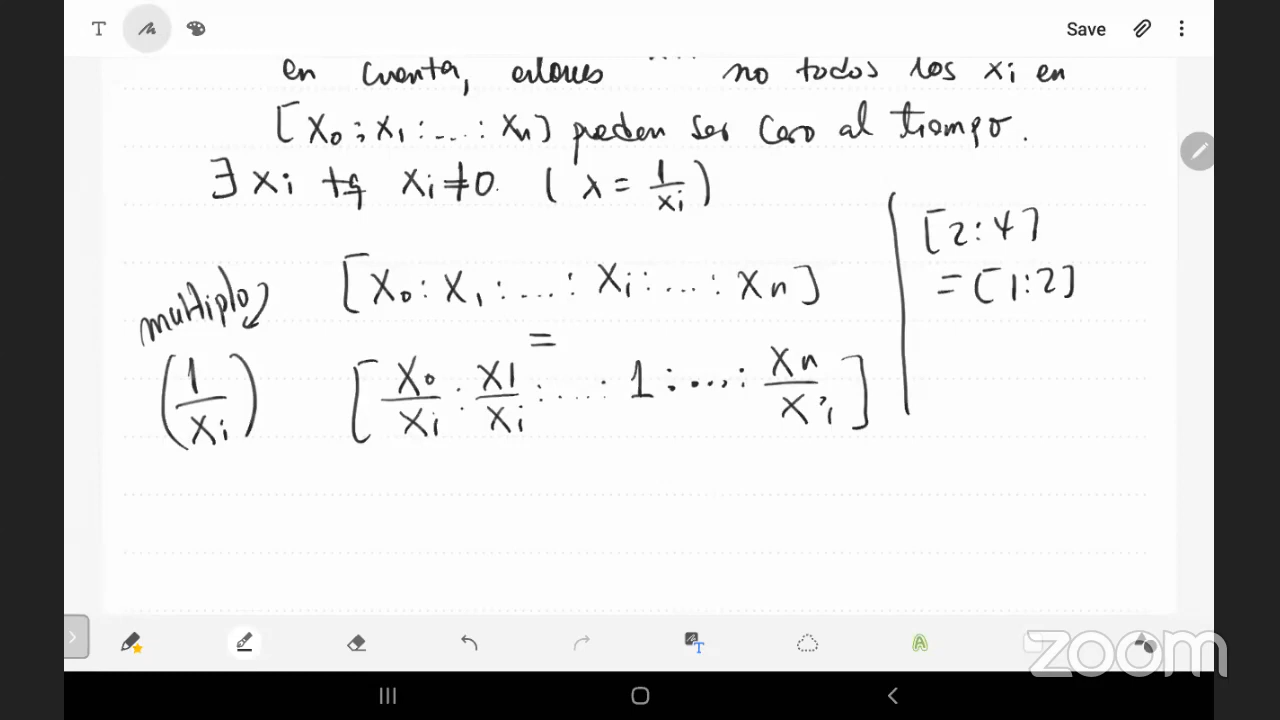 Save
en cuenta, no todos los xi en
[X0 : X1 : ... : Xn] pueden ser cero al tiempo.
∃ xi tq xi ≠ 0. ( λ = 1/xi )
[2:4]
= [1:2]
multiplo
[X0 : X1 : ... : Xi : ... : Xn]
=
(1/Xi) [X0/Xi : X1/Xi : ... : 1 : ... : Xn/Xi]
zoom